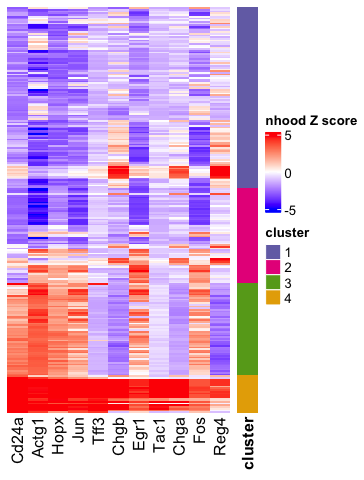 nhood Z score
5
0
-5
cluster
1
2
3
4
Cd24a
Actg1
Hopx
Jun
Tff3
Chgb
Egr1
Tac1
Chga
Fos
Reg4
cluster